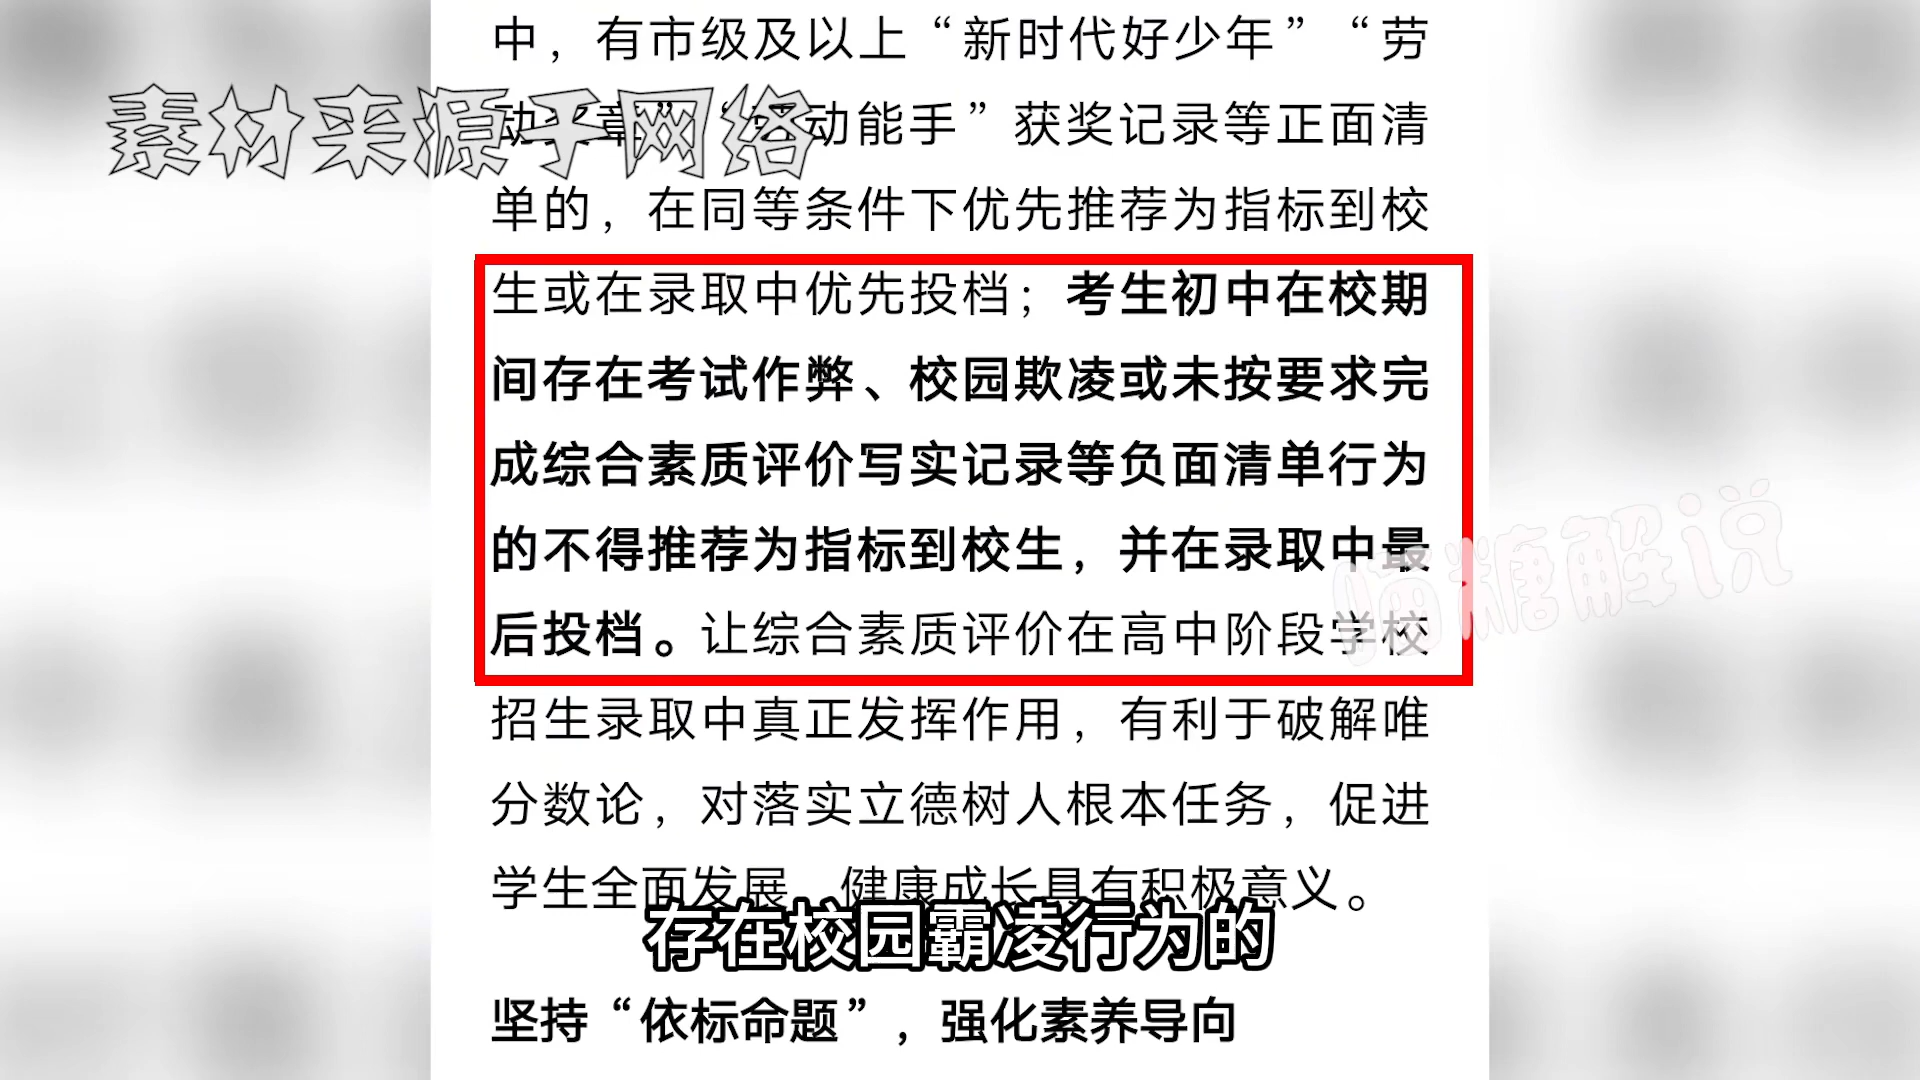 中，有市级及以上“新时代好少年”“劳
动奖章”“劳动能手”获奖记录等正面清
素材来源于网络
单的，在同等条件下优先推荐为指标到校
生或在录取中优先投档；考生初中在校期
间存在考试作弊、校园欺凌或未按要求完
成综合素质评价写实记录等负面清单行为
的不得推荐为指标到校生，并在录取中最
喵糖解说
后投档。让综合素质评价在高中阶段学校
招生录取中真正发挥作用，有利于破解唯
分数论，对落实立德树人根本任务，促进
学生全面发展、健康成长具有积极意义。
存在校园霸凌行为的
坚持“依标命题”，强化素养导向